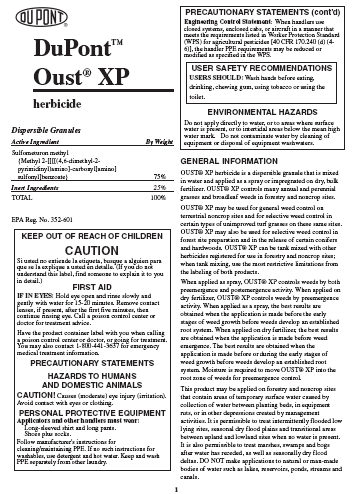 DU PONT
DuPont™
Oust® XP
herbicide
Dispersible Granules
Active Ingredient By Weight
Sulfometuron methyl
{Methyl 2-[[[[(4,6-dimethyl-2-
pyrimidinyl)amino]-carbonyl]amino]
sulfonyl]benzoate} 75%
Inert Ingredients 25%
TOTAL 100%
EPA Reg. No. 352-601
KEEP OUT OF REACH OF CHILDREN
CAUTION
Si usted no entiende la etiqueta, busque a alguien para
que se la explique a usted en detalle. (If you do not
understand this label, find someone to explain it to you
in detail.)
FIRST AID
IF IN EYES: Hold eye open and rinse slowly and
gently with water for 15-20 minutes. Remove contact
lenses, if present, after the first five minutes, then
continue rinsing eye. Call a poison control center or
doctor for treatment advice.
Have the product container label with you when calling
a poison control center or doctor, or going for treatment.
You may also contact 1-800-441-3637 for emergency
medical treatment information.
PRECAUTIONARY STATEMENTS
HAZARDS TO HUMANS
AND DOMESTIC ANIMALS
CAUTION! Causes (moderate) eye injury (irritation).
Avoid contact with eyes or clothing.
PERSONAL PROTECTIVE EQUIPMENT
Applicators and other handlers must wear:
Long-sleeved shirt and long pants.
Shoes plus socks.
Follow manufacturer's instructions for
cleaning/maintaining PPE. If no such instructions for
washables, use detergent and hot water. Keep and wash
PPE separately from other laundry.
PRECAUTIONARY STATEMENTS (cont'd)
Engineering Control Statement: When handlers use
closed systems, enclosed cabs, or aircraft in a manner that
meets the requirements listed in Worker Protection Standard
(WPS) for agricultural pesticides [40 CFR 170.240 (d) (4-
6)], the handler PPE requirements may be reduced or
modified as specified in the WPS.
USER SAFETY RECOMMENDATIONS
USERS SHOULD: Wash hands before eating,
drinking, chewing gum, using tobacco or using the
toilet.
ENVIRONMENTAL HAZARDS
Do not apply directly to water, or to areas where surface
water is present, or to intertidal areas below the mean high
water mark. Do not contaminate water by cleaning of
equipment or disposal of equipment washwaters.
GENERAL INFORMATION
OUST® XP herbicide is a dispersible granule that is mixed
in water and applied as a spray or impregnated on dry, bulk
fertilizer. OUST® XP controls many annual and perennial
grasses and broadleaf weeds in forestry and noncrop sites.
OUST® XP may be used for general weed control on
terrestrial noncrop sites and for selective weed control in
certain types of unimproved turf grasses on these same sites.
OUST® XP may also be used for selective weed control in
forest site preparation and in the release of certain conifers
and hardwoods. OUST® XP can be tank mixed with other
herbicides registered for use in forestry and noncrop sites;
when tank mixing, use the most restrictive limitations from
the labeling of both products.
When applied as spray, OUST® XP controls weeds by both
preemergence and postemergence activity. When applied on
dry fertilizer, OUST® XP controls weeds by preemergence
activity. When applied as a spray, the best results are
obtained when the application is made before the early
stages of weed growth before weeds develop an established
root system. When applied on dry fertilizer, the best results
are obtained when the application is made before weed
emergence. The best results are obtained when the
application is made before or during the early stages of
weed growth before weeds develop an established root
system. Moisture is required to move OUST® XP into the
root zone of weeds for preemergence control.
This product may be applied on forestry and noncrop sites
that contain areas of temporary surface water caused by
collection of water between planting beds, in equipment
ruts, or in other depressions created by management
activities. It is permissible to treat intermittently flooded low
lying sites, seasonal dry flood plains and transitional areas
between upland and lowland sites when no water is present.
It is also permissible to treat marshes, swamps and bogs
after water has receded, as well as seasonally dry flood
deltas. DO NOT make applications to natural or man-made
bodies of water such as lakes, reservoirs, ponds, streams and
canals.
1